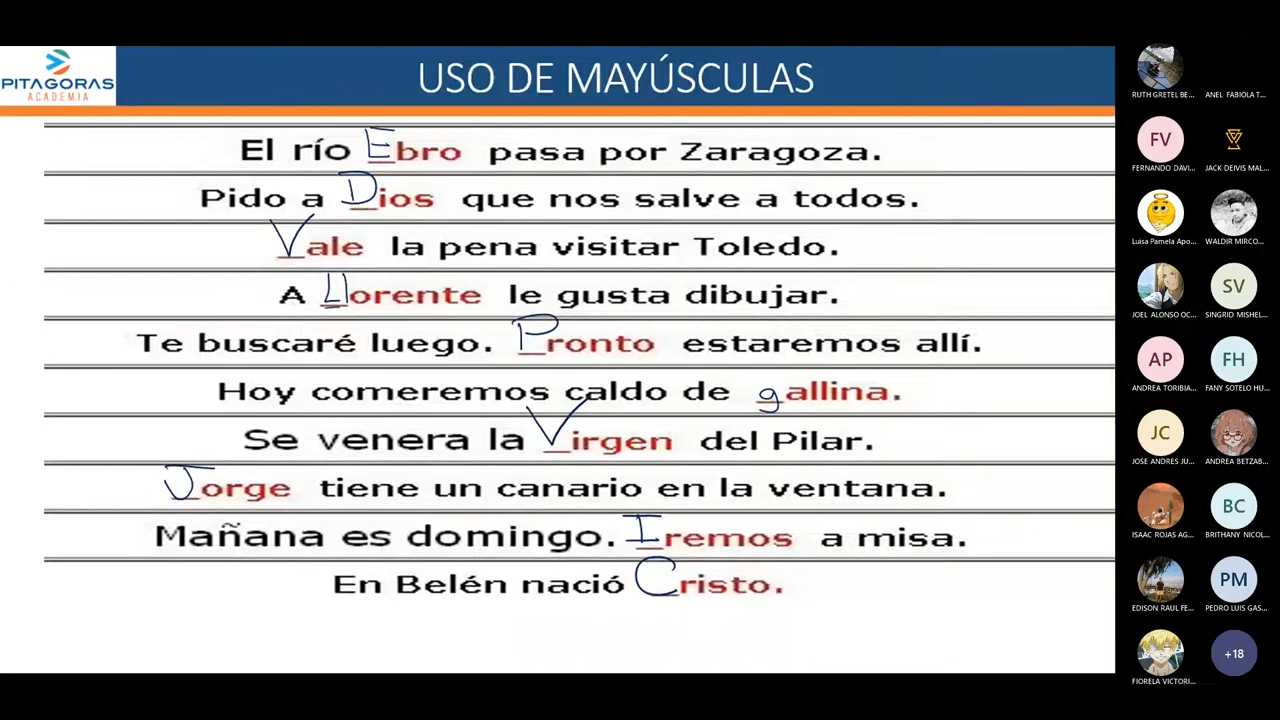 PITAGORAS
ACADEMIA
USO DE MAYÚSCULAS
El río Ebro pasa por Zaragoza.
Pido a Dios que nos salve a todos.
Vale la pena visitar Toledo.
A Llorente le gusta dibujar.
Te buscaré luego. Pronto estaremos allí.
Hoy comeremos caldo de gallina.
Se venera la Virgen del Pilar.
Jorge tiene un canario en la ventana.
Mañana es domingo. Iremos a misa.
En Belén nació Cristo.
RUTH GRETEL BE...
ANEL FABIOLA T...
FV
FERNANDO DAVI...
JACK DEIVIS MAL...
Luisa Pamela Apo...
WALDIR MIRCO...
JOEL ALONSO OC...
SV
SINGRID MISHEL...
AP
ANDREA TORIBIA...
FH
FANY SOTELO HU...
JC
JOSE ANDRES JU...
ANDREA BETZAB...
ISAAC ROJAS AG...
BC
BRITHANY NICOL...
EDISON RAUL FE...
PM
PEDRO LUIS GAS...
FIORELA VICTORI...
+18